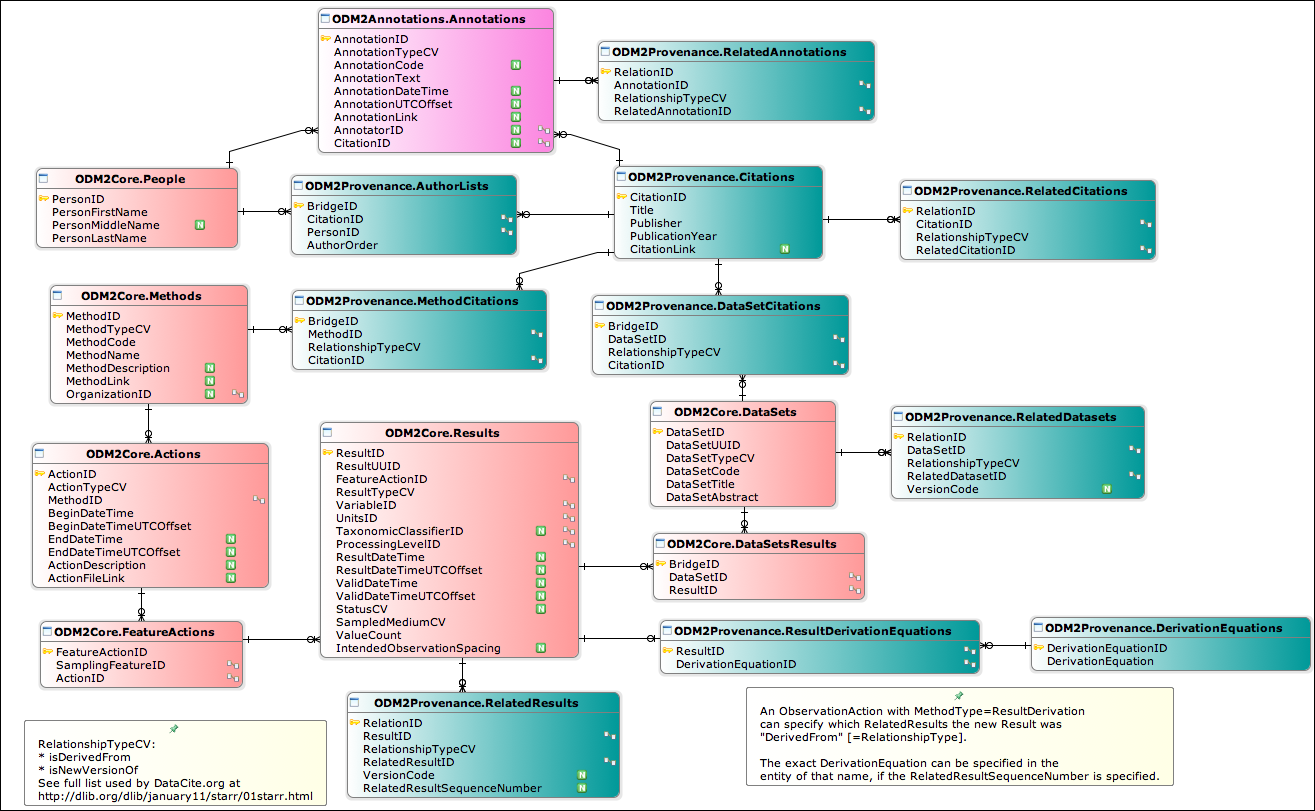 ODM2Annotations.Annotations
AnnotationID
AnnotationTypeCV
AnnotationCode N
AnnotationText
AnnotationDateTime N
AnnotationUTCOffset N
AnnotationLink N
AnnotatorID N
CitationID N
ODM2Provenance.RelatedAnnotations
RelationID
AnnotationID
RelationshipTypeCV
RelatedAnnotationID
ODM2Core.People
PersonID
PersonFirstName
PersonMiddleName N
PersonLastName
ODM2Provenance.AuthorLists
BridgeID
CitationID
PersonID
AuthorOrder
ODM2Provenance.Citations
CitationID
Title
Publisher
PublicationYear
CitationLink N
ODM2Provenance.RelatedCitations
RelationID
CitationID
RelationshipTypeCV
RelatedCitationID
ODM2Core.Methods
MethodID
MethodTypeCV
MethodCode
MethodName
MethodDescription N
MethodLink N
OrganizationID N
ODM2Provenance.MethodCitations
BridgeID
MethodID
RelationshipTypeCV
CitationID
ODM2Provenance.DataSetCitations
BridgeID
DataSetID
RelationshipTypeCV
CitationID
ODM2Core.DataSets
DataSetID
DataSetUUID
DataSetTypeCV
DataSetCode
DataSetTitle
DataSetAbstract
ODM2Provenance.RelatedDatasets
RelationID
DataSetID
RelationshipTypeCV
RelatedDatasetID
VersionCode N
ODM2Core.Actions
ActionID
ActionTypeCV
MethodID
BeginDateTime
BeginDateTimeUTCOffset
EndDateTime N
EndDateTimeUTCOffset N
ActionDescription N
ActionFileLink N
ODM2Core.Results
ResultID
ResultUUID
FeatureActionID
ResultTypeCV
VariableID
UnitsID
TaxonomicClassifierID N
ProcessingLevelID
ResultDateTime N
ResultDateTimeUTCOffset N
ValidDateTime N
ValidDateTimeUTCOffset N
StatusCV N
SampledMediumCV
ValueCount
IntendedObservationSpacing N
ODM2Core.DataSetsResults
BridgeID
DataSetID
ResultID
ODM2Core.FeatureActions
FeatureActionID
SamplingFeatureID
ActionID
ODM2Provenance.ResultDerivationEquations
ResultID
DerivationEquationID
ODM2Provenance.DerivationEquations
DerivationEquationID
DerivationEquation
ODM2Provenance.RelatedResults
RelationID
ResultID
RelationshipTypeCV
RelatedResultID
VersionCode N
RelatedResultSequenceNumber N
RelationshipTypeCV:
* isDerivedFrom
* isNewVersionOf
See full list used by DataCite.org at
http://dlib.org/dlib/january11/starr/01starr.html
An ObservationAction with MethodType=ResultDerivation
can specify which RelatedResults the new Result was
"DerivedFrom" [=RelationshipType].
The exact DerivationEquation can be specified in the
entity of that name, if the RelatedResultSequenceNumber is specified.